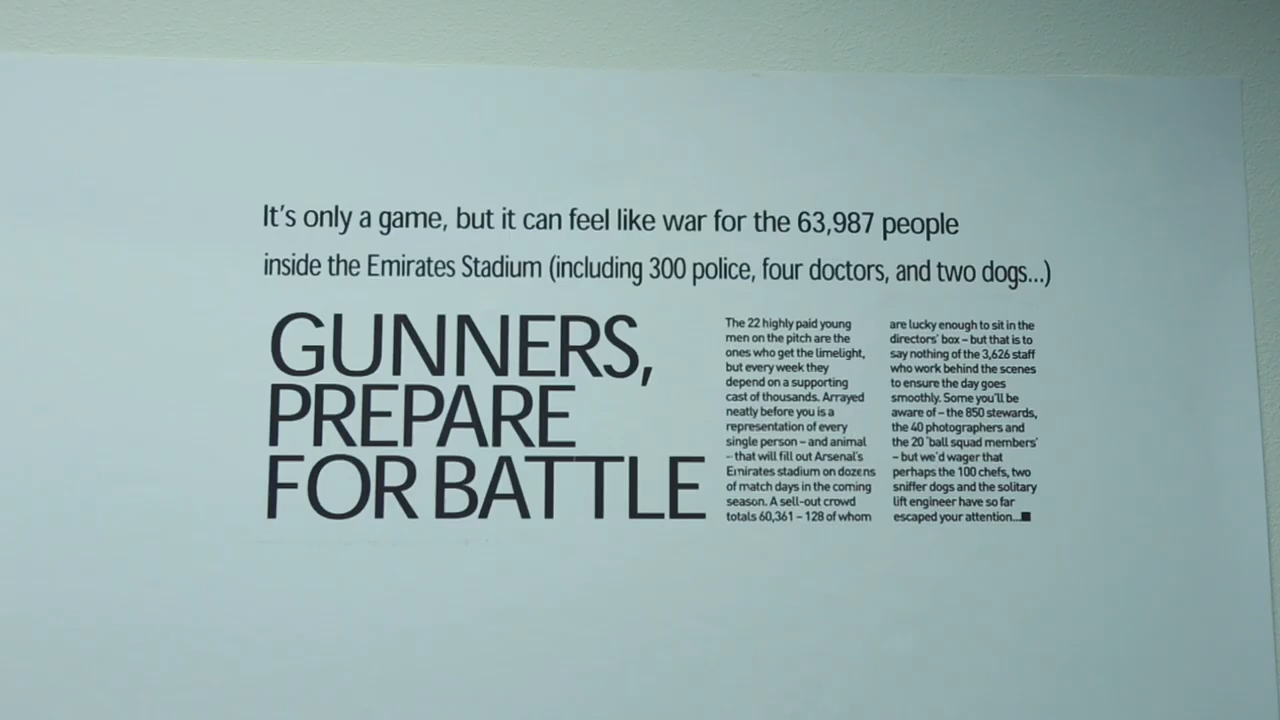 It's only a game, but it can feel like war for the 63,987 people
inside the Emirates Stadium (including 300 police, four doctors, and two dogs...)
GUNNERS,
PREPARE
FOR BATTLE
The 22 highly paid young
men on the pitch are the
ones who get the limelight,
but every week they
depend on a supporting
cast of thousands. Arrayed
neatly before you is a
representation of every
single person – and animal
– that will fill out Arsenal's
Emirates stadium on dozens
of match days in the coming
season. A sell-out crowd
totals 60,361 – 128 of whom
are lucky enough to sit in the
directors' box – but that is to
say nothing of the 3,626 staff
who work behind the scenes
to ensure the day goes
smoothly. Some you'll be
aware of – the 850 stewards,
the 40 photographers and
the 20 'ball squad members'
– but we'd wager that
perhaps the 100 chefs, two
sniffer dogs and the solitary
lift engineer have so far
escaped your attention...■